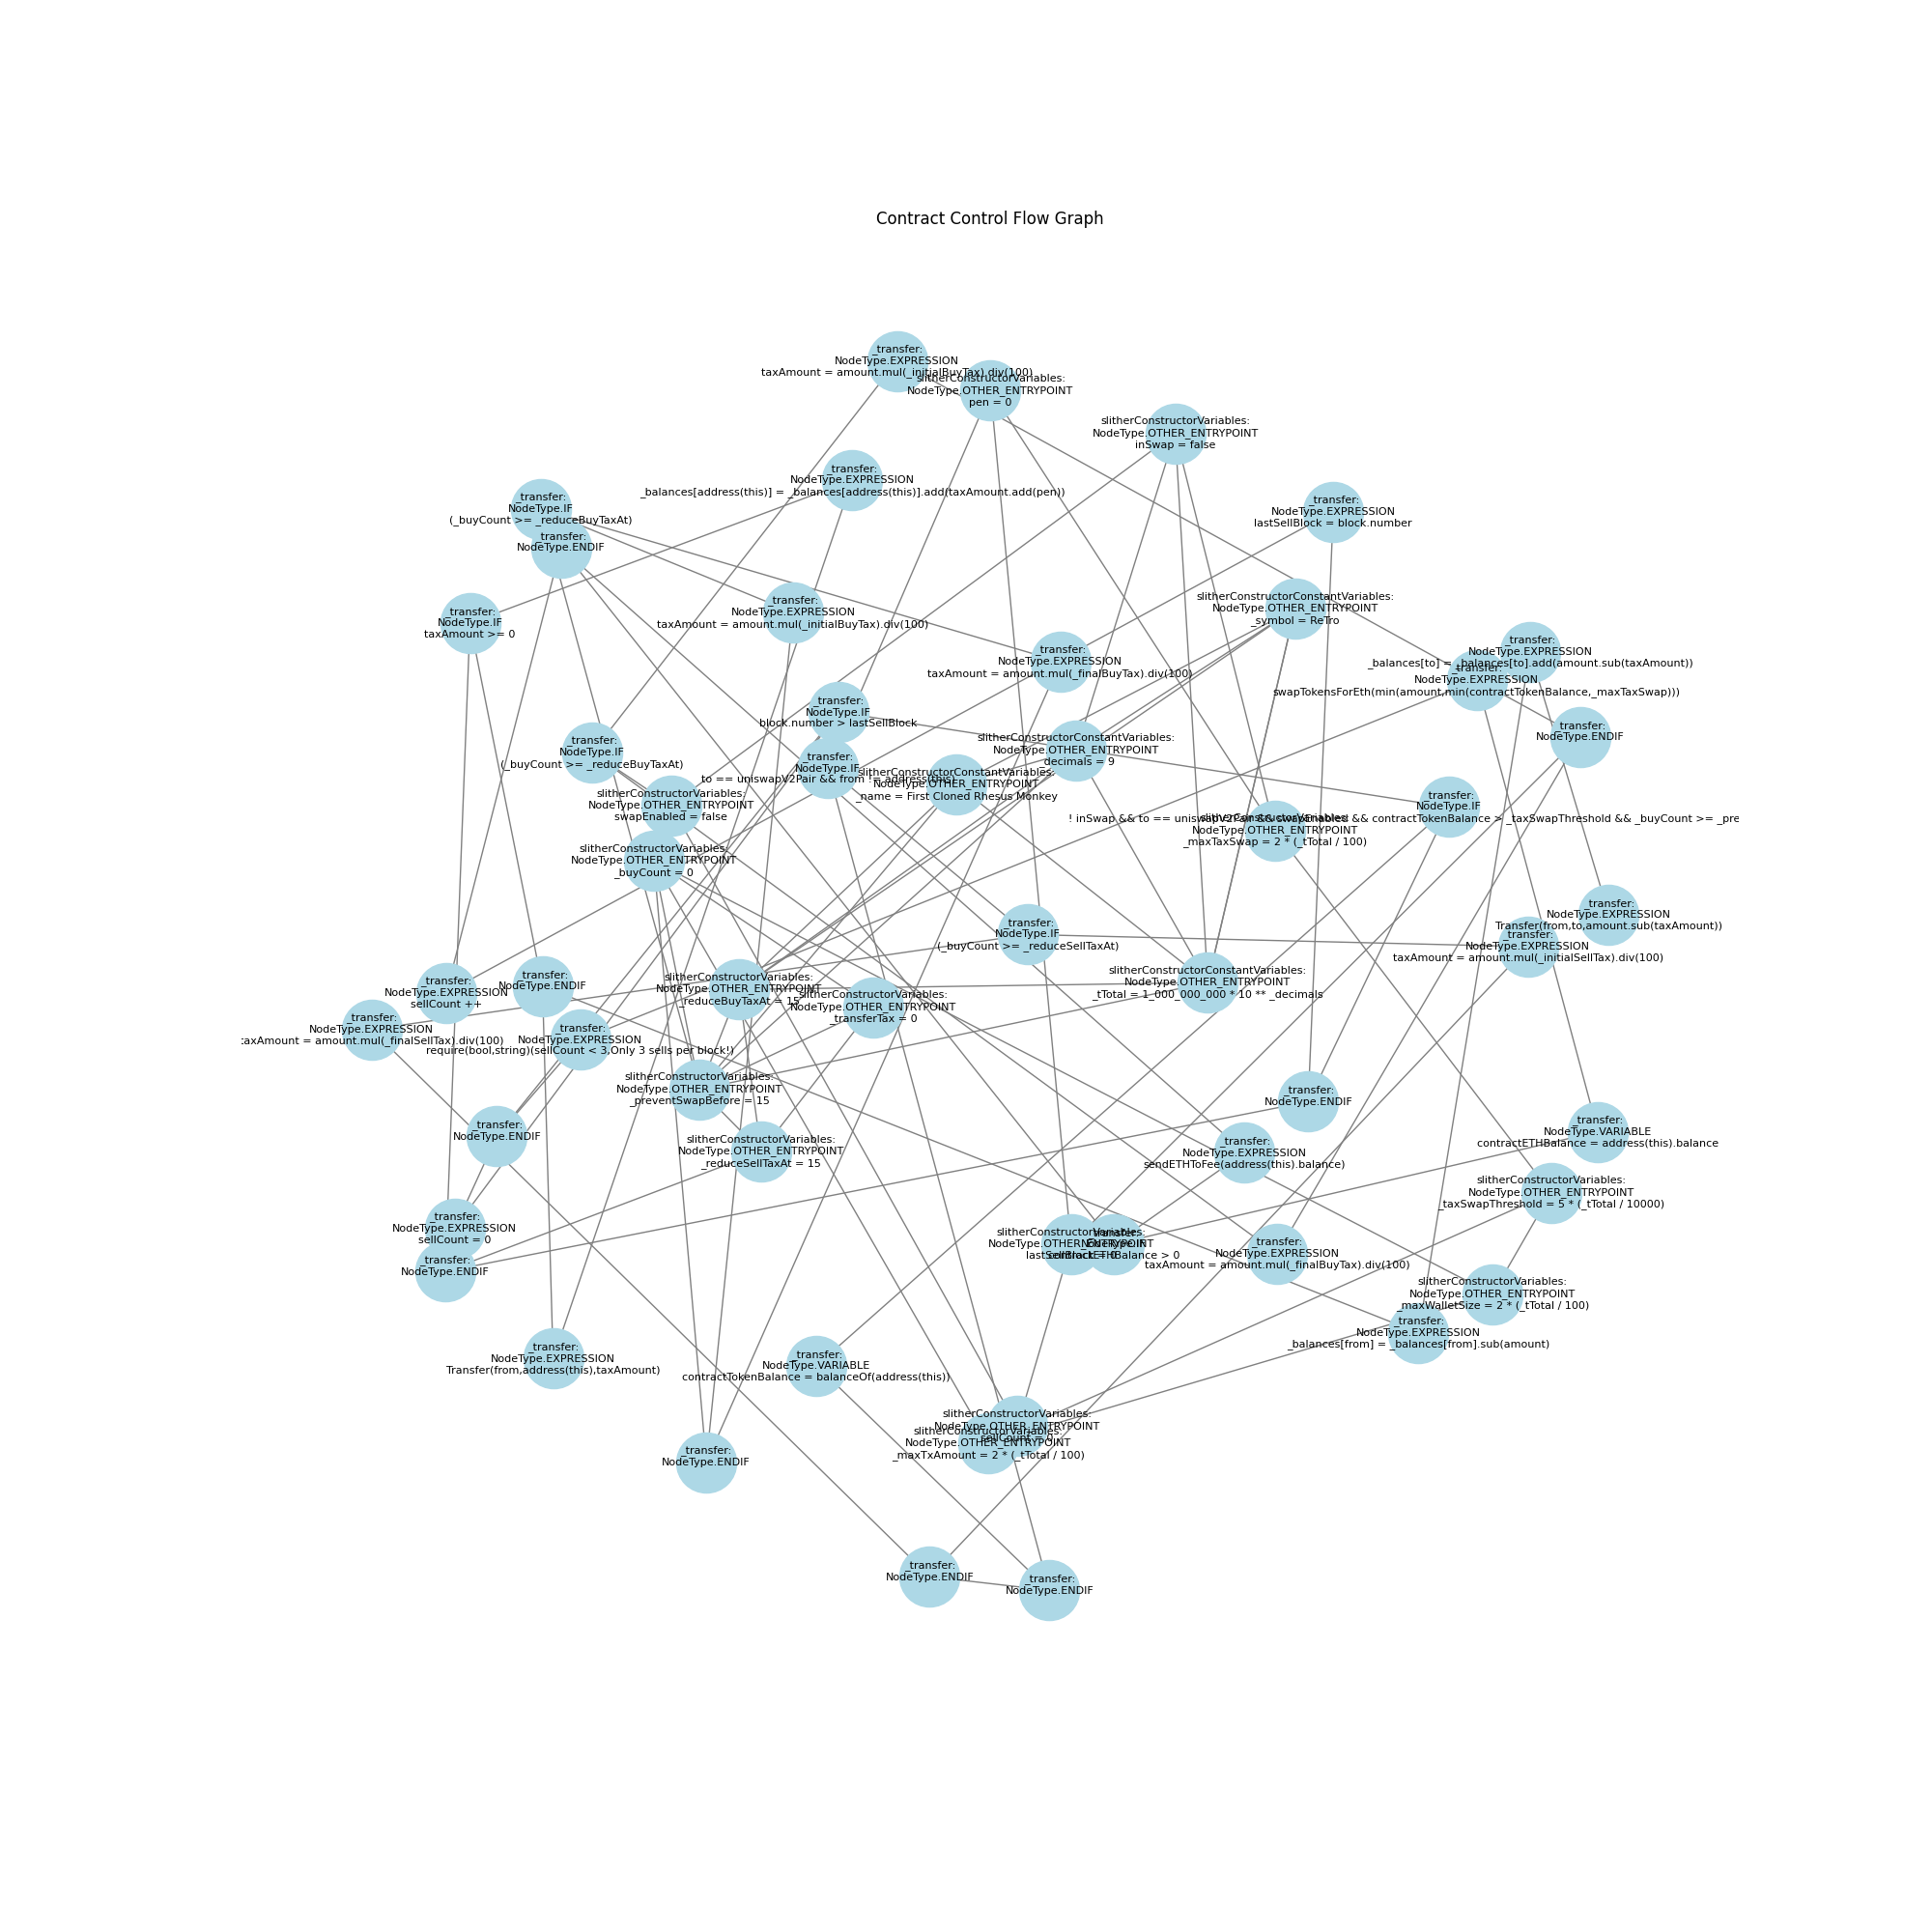 Contract Control Flow Graph
_transfer:
NodeType.EXPRESSION
taxAmount = amount.mul(_initialBuyTax).div(100)
slitherConstructorVariables:
NodeType.OTHER_ENTRYPOINT
pen = 0
slitherConstructorVariables:
NodeType.OTHER_ENTRYPOINT
inSwap = false
_transfer:
NodeType.EXPRESSION
_balances[address(this)] = _balances[address(this)].add(taxAmount.add(pen))
_transfer:
NodeType.IF
(_buyCount >= _reduceBuyTaxAt)
_transfer:
NodeType.EXPRESSION
lastSellBlock = block.number
_transfer:
NodeType.ENDIF
_transfer:
NodeType.IF
taxAmount >= 0
_transfer:
NodeType.EXPRESSION
taxAmount = amount.mul(_initialBuyTax).div(100)
slitherConstructorConstantVariables:
NodeType.OTHER_ENTRYPOINT
_symbol = ReTro
_transfer:
NodeType.EXPRESSION
taxAmount = amount.mul(_finalBuyTax).div(100)
_transfer:
NodeType.EXPRESSION
_balances[to] = _balances[to].add(amount.sub(taxAmount))
_transfer:
NodeType.EXPRESSION
swapTokensForEth(min(amount,min(contractTokenBalance,_maxTaxSwap)))
_transfer:
NodeType.IF
block.number > lastSellBlock
_transfer:
NodeType.ENDIF
_transfer:
NodeType.IF
(_buyCount >= _reduceBuyTaxAt)
slitherConstructorConstantVariables:
NodeType.OTHER_ENTRYPOINT
_decimals = 9
_transfer:
NodeType.IF
to == uniswapV2Pair && from != address(this)
slitherConstructorConstantVariables:
NodeType.OTHER_ENTRYPOINT
_name = First Cloned Rhesus Monkey
slitherConstructorVariables:
NodeType.OTHER_ENTRYPOINT
swapEnabled = false
_transfer:
NodeType.IF
! inSwap && to == uniswapV2Pair && swapEnabled && contractTokenBalance > _taxSwapThreshold && _buyCount >= _pre
slitherConstructorVariables:
NodeType.OTHER_ENTRYPOINT
_maxTaxSwap = 2 * (_tTotal / 100)
slitherConstructorVariables:
NodeType.OTHER_ENTRYPOINT
_buyCount = 0
_transfer:
NodeType.EXPRESSION
Transfer(from,to,amount.sub(taxAmount))
_transfer:
NodeType.IF
(_buyCount >= _reduceSellTaxAt)
_transfer:
NodeType.EXPRESSION
taxAmount = amount.mul(_initialSellTax).div(100)
slitherConstructorConstantVariables:
NodeType.OTHER_ENTRYPOINT
_tTotal = 1_000_000_000 * 10 ** _decimals
slitherConstructorVariables:
NodeType.OTHER_ENTRYPOINT
_reduceBuyTaxAt = 15
_transfer:
NodeType.ENDIF
_transfer:
NodeType.EXPRESSION
sellCount ++
slitherConstructorVariables:
NodeType.OTHER_ENTRYPOINT
_transferTax = 0
_transfer:
NodeType.EXPRESSION
taxAmount = amount.mul(_finalSellTax).div(100)
_transfer:
NodeType.EXPRESSION
require(bool,string)(sellCount < 3,Only 3 sells per block!)
slitherConstructorVariables:
NodeType.OTHER_ENTRYPOINT
_preventSwapBefore = 15
_transfer:
NodeType.ENDIF
_transfer:
NodeType.ENDIF
_transfer:
NodeType.VARIABLE
contractETHBalance = address(this).balance
slitherConstructorVariables:
NodeType.OTHER_ENTRYPOINT
_reduceSellTaxAt = 15
_transfer:
NodeType.EXPRESSION
sendETHToFee(address(this).balance)
slitherConstructorVariables:
NodeType.OTHER_ENTRYPOINT
_taxSwapThreshold = 5 * (_tTotal / 10000)
_transfer:
NodeType.EXPRESSION
sellCount = 0
slitherConstructorVariables:
NodeType.OTHER_ENTRYPOINT
lastSellBlock = 0
_transfer:
NodeType.IF
contractETHBalance > 0
_transfer:
NodeType.EXPRESSION
taxAmount = amount.mul(_finalBuyTax).div(100)
_transfer:
NodeType.ENDIF
slitherConstructorVariables:
NodeType.OTHER_ENTRYPOINT
_maxWalletSize = 2 * (_tTotal / 100)
_transfer:
NodeType.EXPRESSION
_balances[from] = _balances[from].sub(amount)
_transfer:
NodeType.EXPRESSION
Transfer(from,address(this),taxAmount)
_transfer:
NodeType.VARIABLE
contractTokenBalance = balanceOf(address(this))
slitherConstructorVariables:
NodeType.OTHER_ENTRYPOINT
sellCount = 0
slitherConstructorVariables:
NodeType.OTHER_ENTRYPOINT
_maxTxAmount = 2 * (_tTotal / 100)
_transfer:
NodeType.ENDIF
_transfer:
NodeType.ENDIF
_transfer:
NodeType.ENDIF